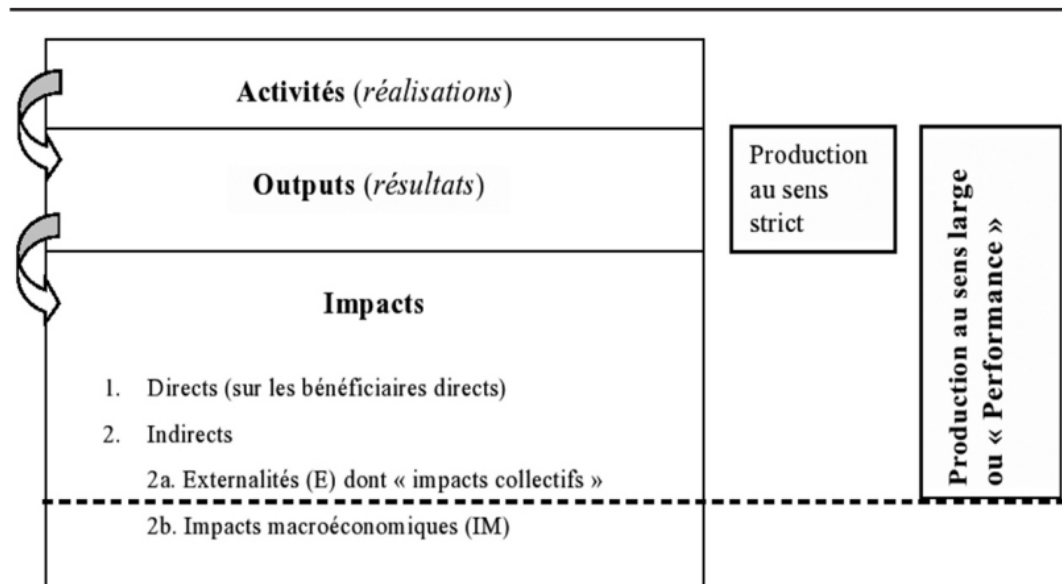 Activités (réalisations)
Outputs (résultats)
Impacts
1. Directs (sur les bénéficiaires directs)
2. Indirects
2a. Externalités (E) dont « impacts collectifs »
2b. Impacts macroéconomiques (IM)
Production
au sens
strict
Production au sens large
ou « Performance »